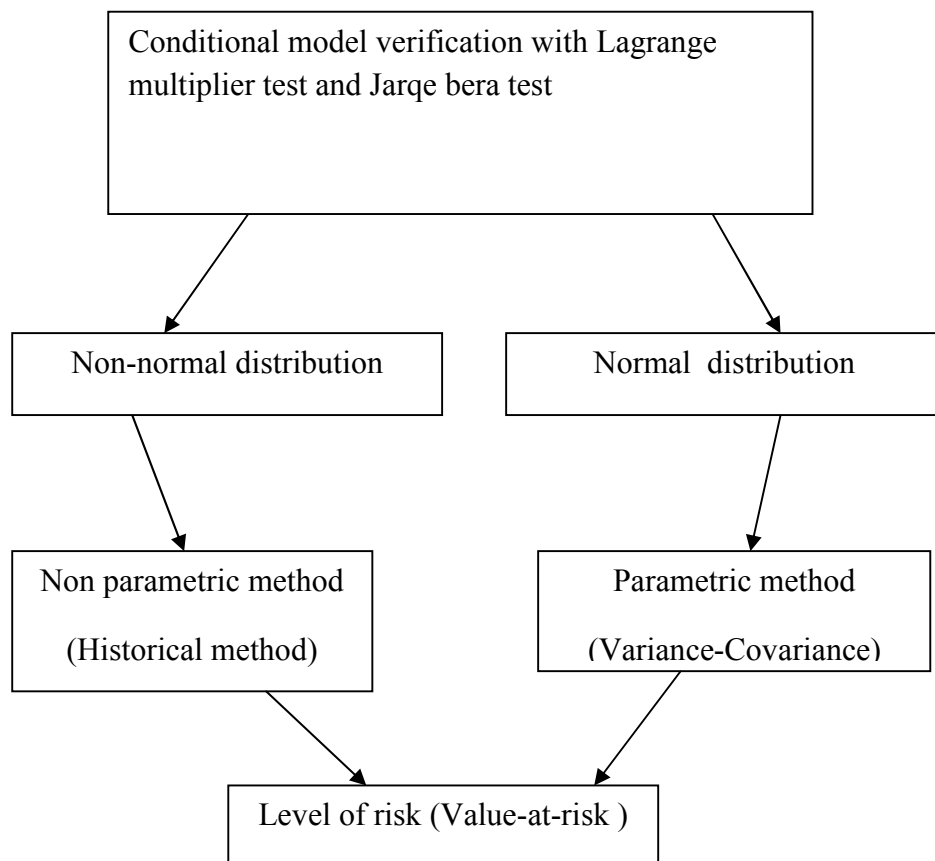 Conditional model verification with Lagrange
multiplier test and Jarqe bera test
Non-normal distribution
Normal distribution
Non parametric method
(Historical method)
Parametric method
(Variance-Covariance)
Level of risk (Value-at-risk )